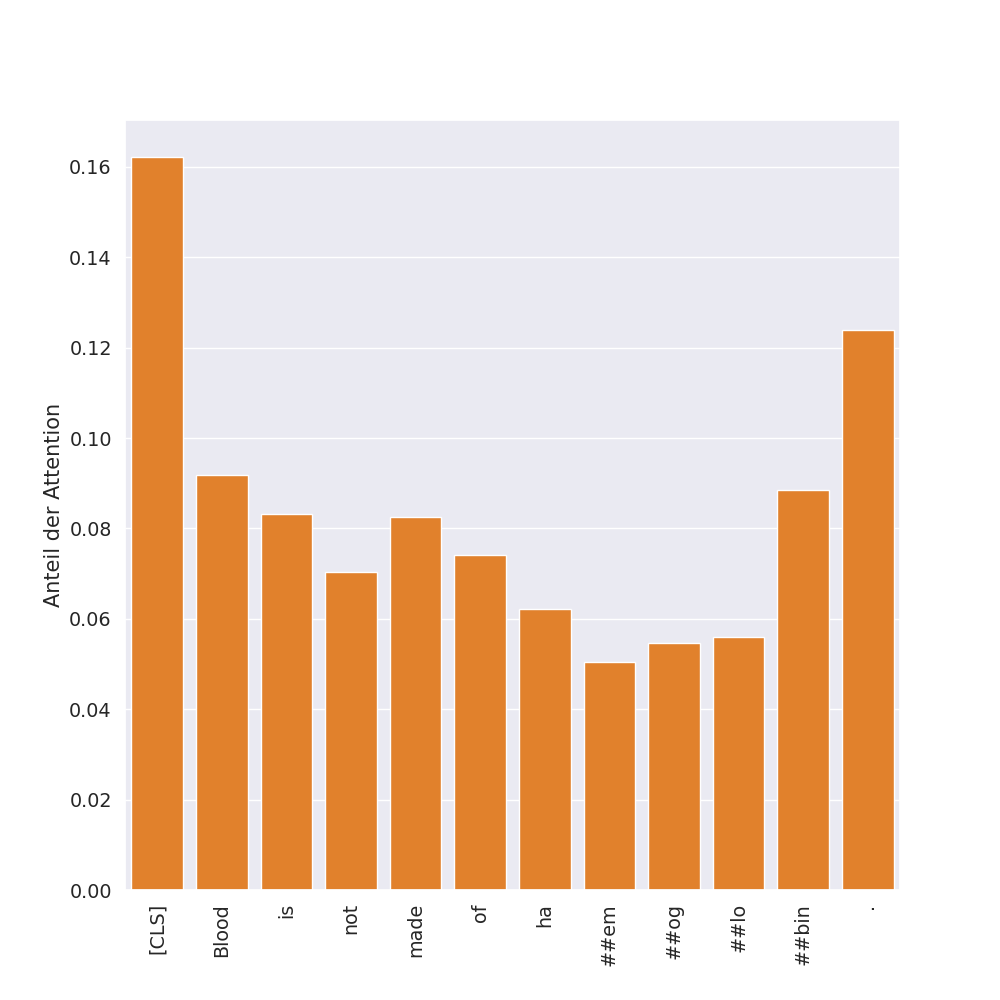 Anteil der Attention
0.16
0.14
0.12
0.10
0.08
0.06
0.04
0.02
0.00
[CLS]
Blood
is
not
made
of
ha
##em
##og
##lo
##bin
.